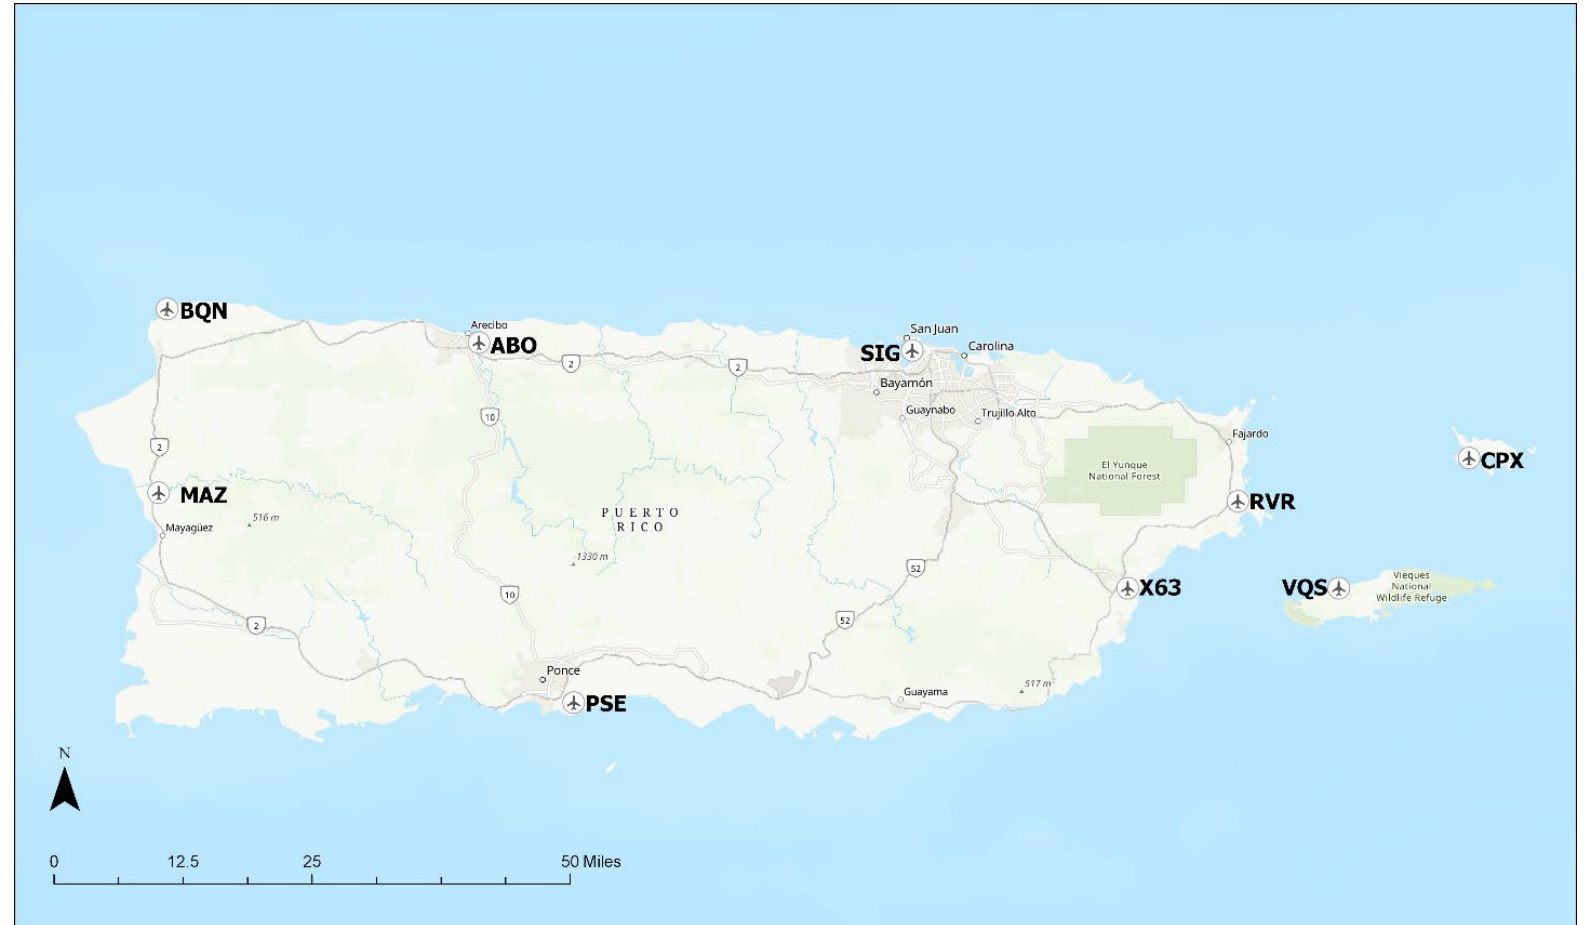 BQN
Arecibo
ABO
2
2
San Juan
SIG
Carolina
Bayamón
Guaynabo
Trujillo Alto
10
2
Fajardo
El Yunque
National Forest
CPX
MAZ
516 m
Mayagüez
PUERTO
RICO
RVR
1330 m
52
10
X63
VQS
Vieques
National
Wildlife Refuge
2
52
Ponce
PSE
Guayama
517 m
N
0 12.5 25 50 Miles